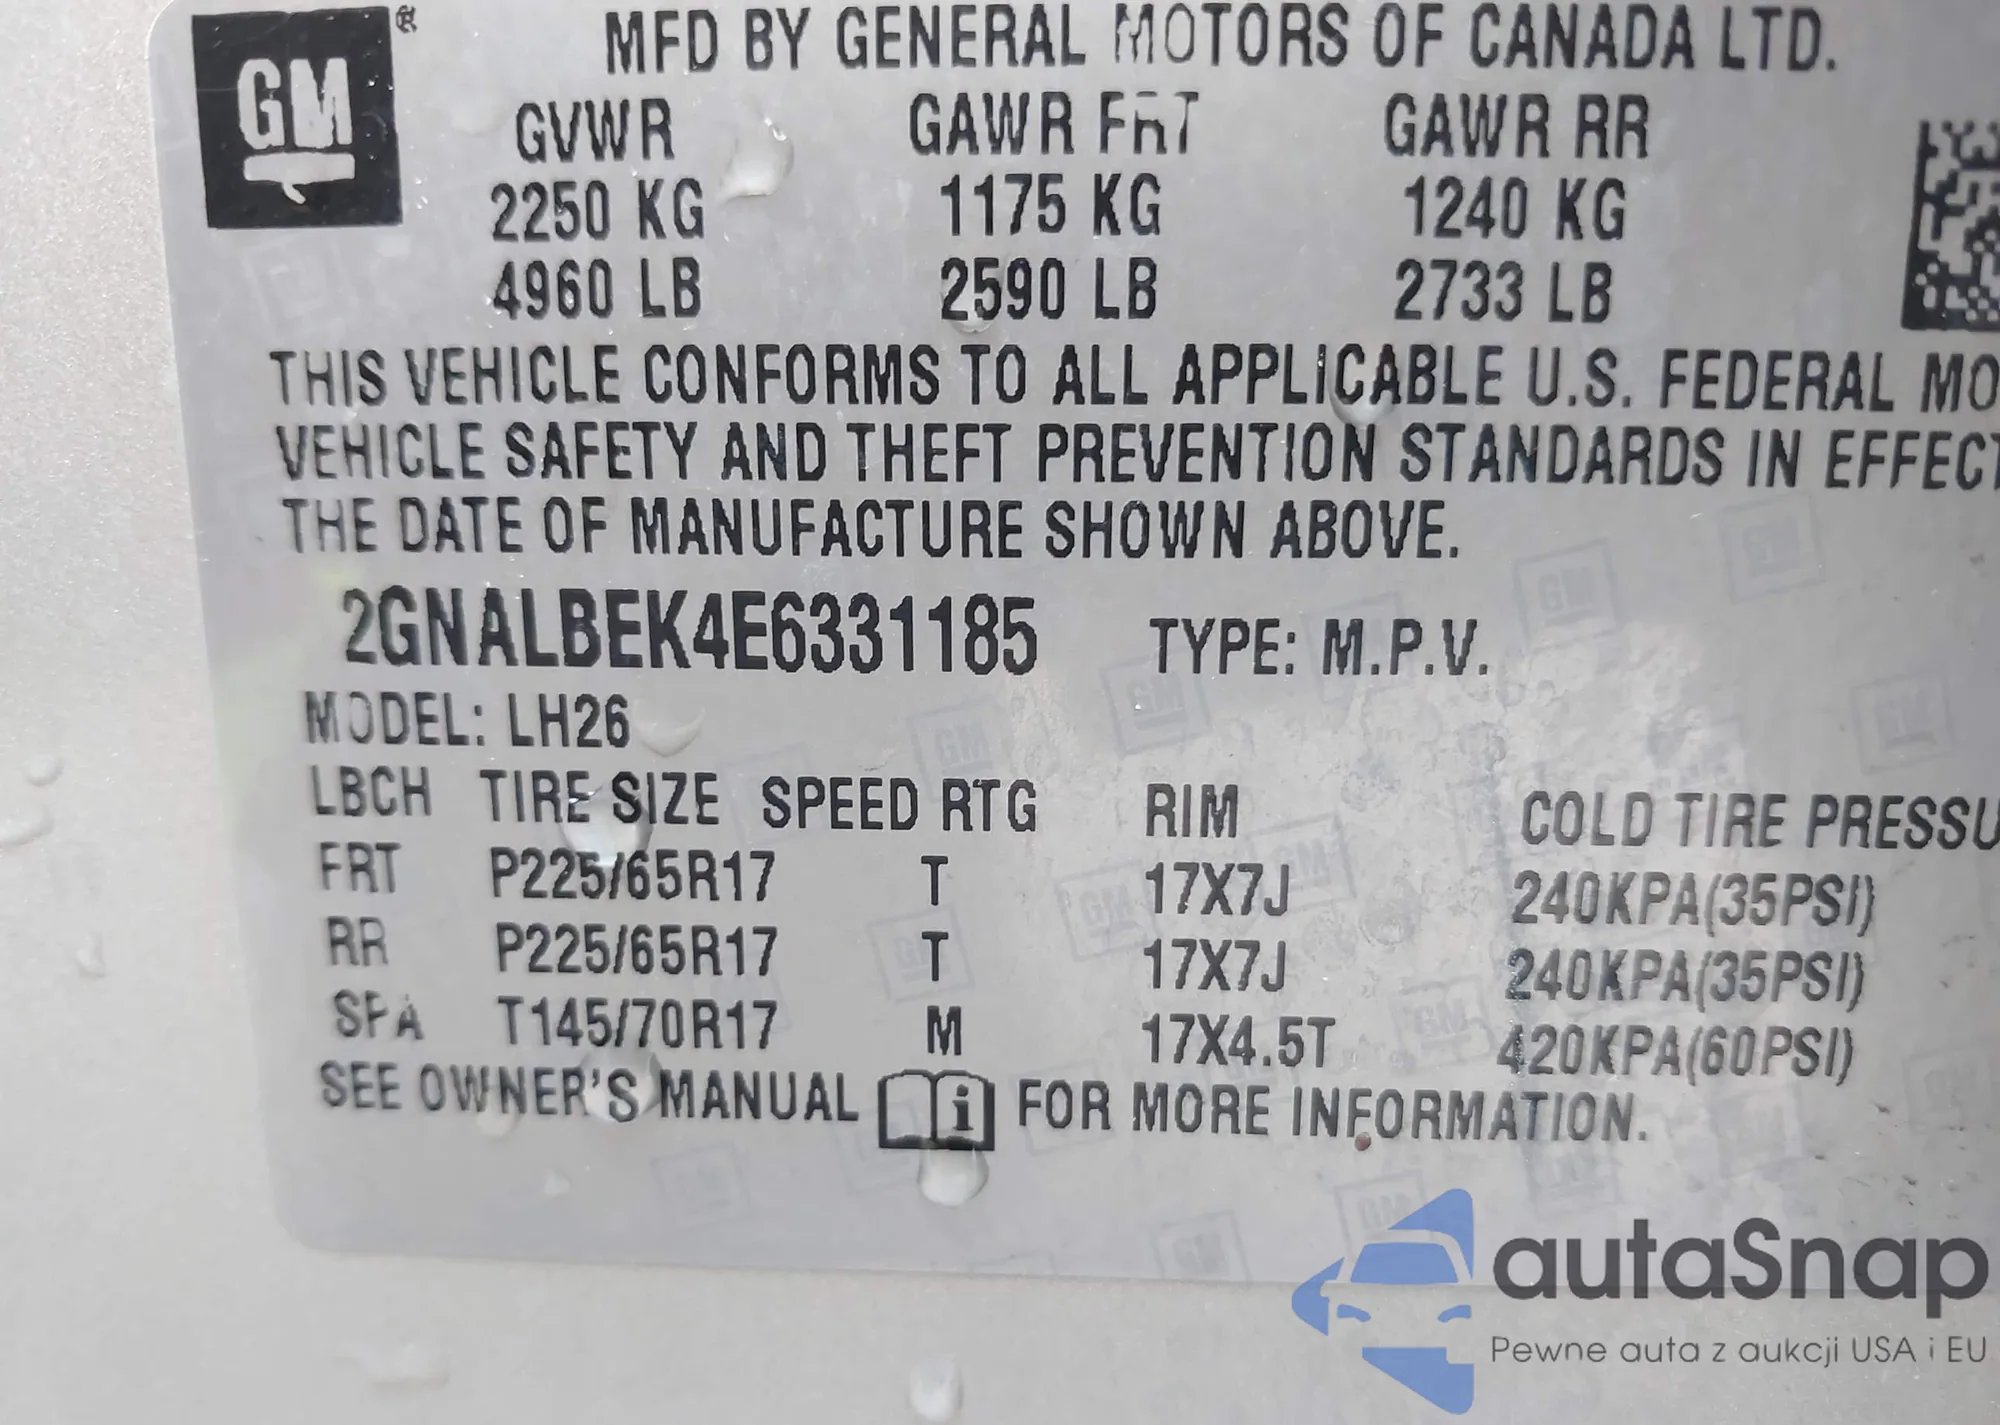 GM®
MFD BY GENERAL MOTORS OF CANADA LTD.
GVWR GAWR FRT GAWR RR
2250 KG 1175 KG 1240 KG
4960 LB 2590 LB 2733 LB
THIS VEHICLE CONFORMS TO ALL APPLICABLE U.S. FEDERAL MO
VEHICLE SAFETY AND THEFT PREVENTION STANDARDS IN EFFECT
THE DATE OF MANUFACTURE SHOWN ABOVE.
2GNALBEK4E6331185 TYPE: M.P.V.
MODEL: LH26
LBCH TIRE SIZE SPEED RTG RIM COLD TIRE PRESSU
FRT P225/65R17 T 17X7J 240KPA(35PSI)
RR P225/65R17 T 17X7J 240KPA(35PSI)
SPA T145/70R17 M 17X4.5T 420KPA(60PSI)
SEE OWNER'S MANUAL i FOR MORE INFORMATION.
autaSnap
Pewne auta z aukcji USA i EU